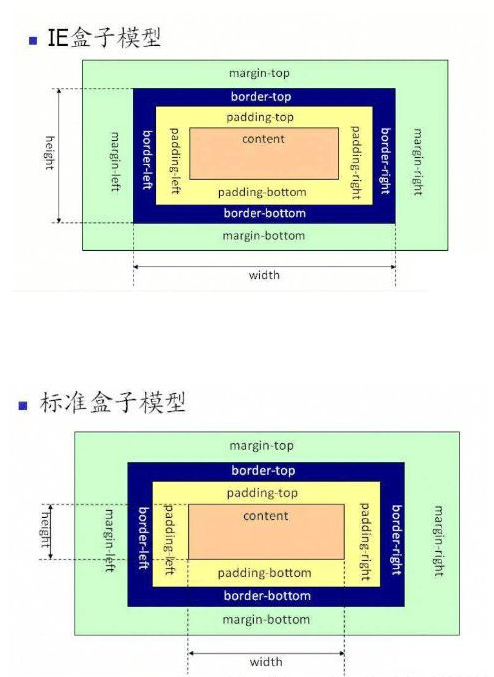 IE盒子模型
margin-top
border-top
padding-top
content
height
margin-left
border-left
padding-left
padding-right
border-right
margin-right
padding-bottom
border-bottom
margin-bottom
width
标准盒子模型
margin-top
border-top
padding-top
content
height
margin-left
border-left
padding-left
padding-right
border-right
margin-right
padding-bottom
border-bottom
margin-bottom
width